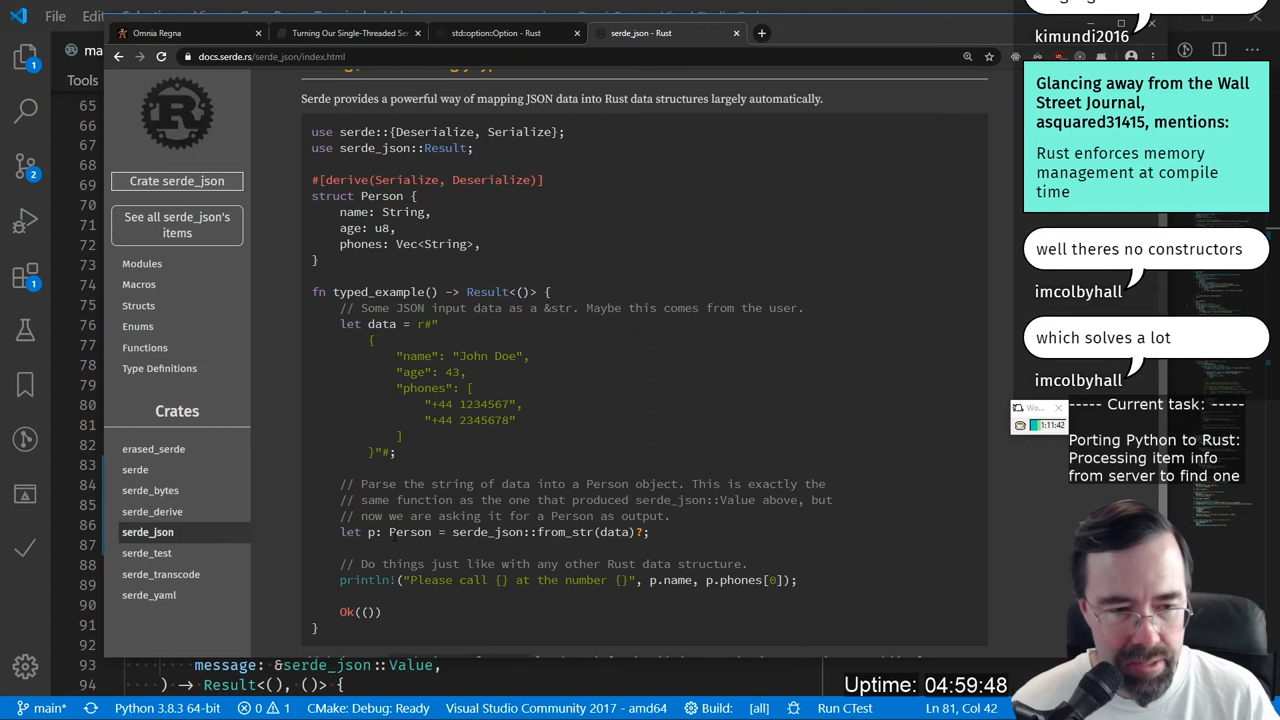 File
Edi
Omnia Regna
Turning Our Single-Threaded Se
std::option::Option - Rust
serde_json - Rust
docs.serde.rs/serde_json/index.html
ma
Tools
65
66
67
68
69
70
71
72
73
74
75
76
77
78
79
80
81
82
83
84
85
86
87
88
89
90
91
92
93
94
Crate serde_json
See all serde_json's
items
Modules
Macros
Structs
Enums
Functions
Type Definitions
Crates
erased_serde
serde
serde_bytes
serde_derive
serde_json
serde_test
serde_transcode
serde_yaml
Serde provides a powerful way of mapping JSON data into Rust data structures largely automatically.
use serde::{Deserialize, Serialize};
use serde_json::Result;
#[derive(Serialize, Deserialize)]
struct Person {
name: String,
age: u8,
phones: Vec<String>,
}
fn typed_example() -> Result<()> {
// Some JSON input data as a &str. Maybe this comes from the user.
let data = r#"
{
"name": "John Doe",
"age": 43,
"phones": [
"+44 1234567",
"+44 2345678"
]
}"#;
// Parse the string of data into a Person object. This is exactly the
// same function as the one that produced serde_json::Value above, but
// now we are asking it for a Person as output.
let p: Person = serde_json::from_str(data)?;
// Do things just like with any other Rust data structure.
println!("Please call {} at the number {}", p.name, p.phones[0]);
Ok(())
}
message: &serde_json::Value,
) -> Result<(), ()> {
kimundi2016
Glancing away from the Wall
Street Journal,
asquared31415, mentions:
Rust enforces memory
management at compile
time
well theres no constructors
imcolbyhall
which solves a lot
imcolbyhall
Wo...
1:11:42
----- Current task: -----
Porting Python to Rust:
Processing item info
from server to find one
Uptime: 04:59:48
1
2
1
main*
Python 3.8.3 64-bit
0
1
CMake: Debug: Ready
Visual Studio Community 2017 - amd64
Build:
[all]
Run CTest
Ln 81, Col 42